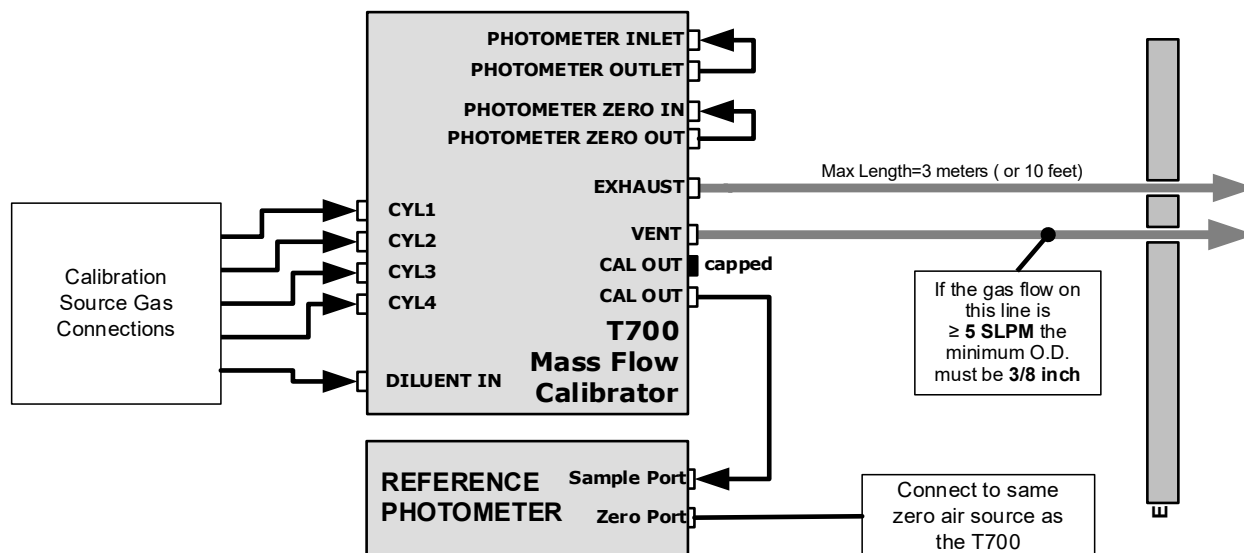 PHOTOMETER INLET
PHOTOMETER OUTLET
PHOTOMETER ZERO IN
PHOTOMETER ZERO OUT
Max Length=3 meters ( or 10 feet)
EXHAUST
CYL1
VENT
CYL2
CAL OUT capped
CYL3
CAL OUT
CYL4
Calibration
Source Gas
Connections
If the gas flow on
this line is
≥ 5 SLPM the
minimum O.D.
must be 3/8 inch
T700
Mass Flow
Calibrator
DILUENT IN
REFERENCE
PHOTOMETER
Sample Port
Zero Port
Connect to same
zero air source as
the T700
E